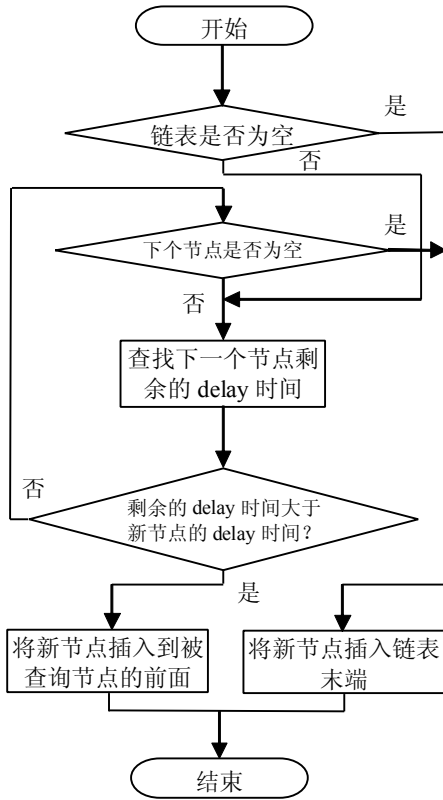 开始
是
链表是否为空
否
是
下个节点是否为空
否
查找下一个节点剩
余的 delay 时间
否
剩余的 delay 时间大于
新节点的 delay 时间？
是
将新节点插入到被
查询节点的前面
将新节点插入链表
末端
结束